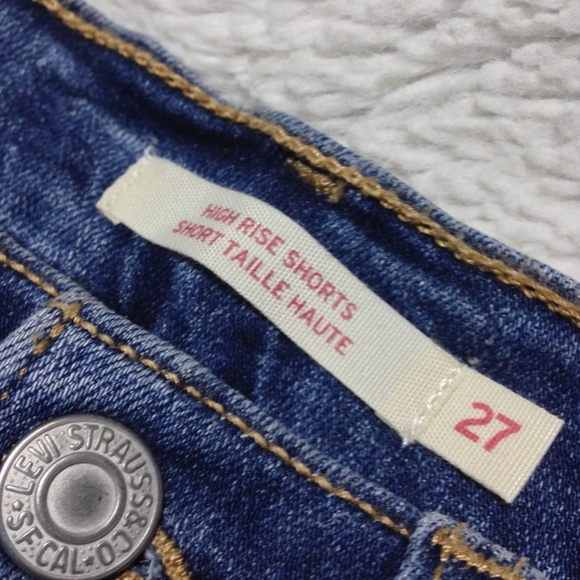 HIGH RISE SHORTS
SHORT TAILLE HAUTE
27
LEVI STRAUSS & CO
S.F. CAL.